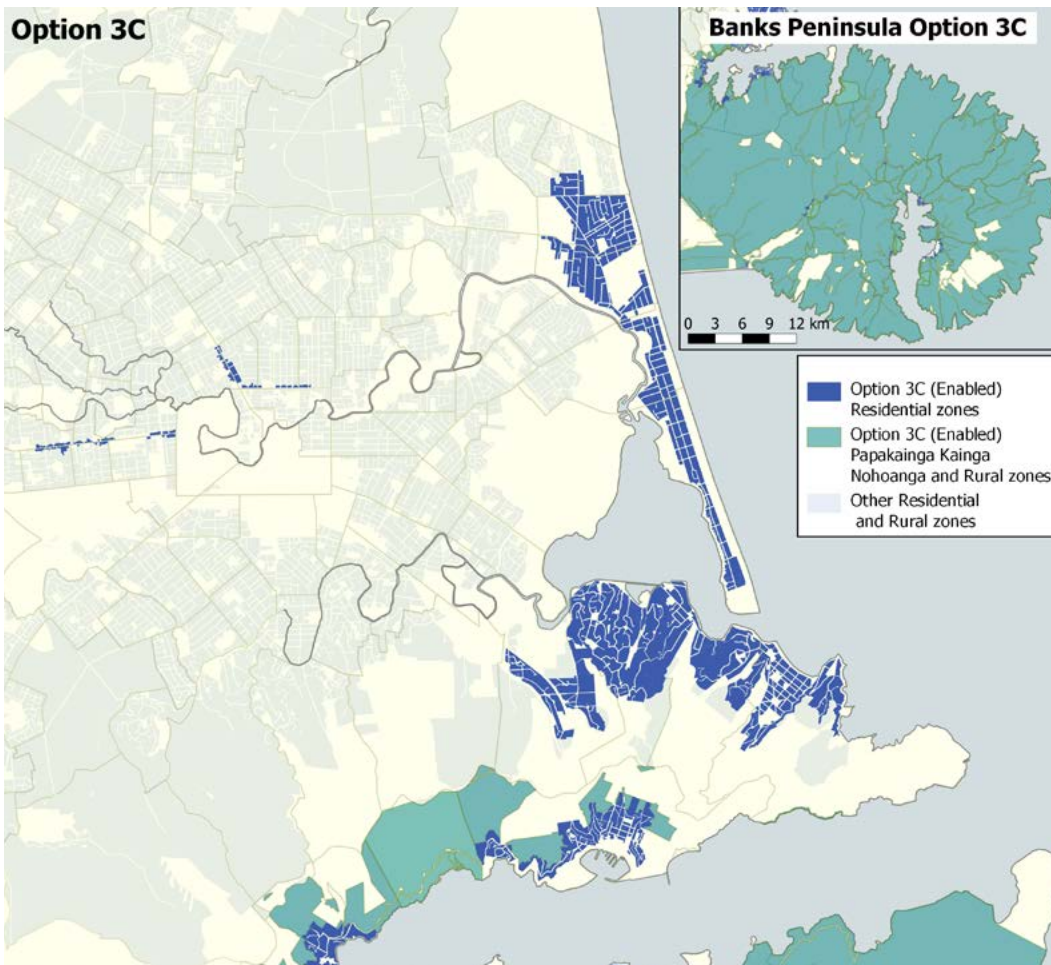 Option 3C
Banks Peninsula Option 3C
0 3 6 9 12 km
Option 3C (Enabled)
Residential zones
Option 3C (Enabled)
Papakainga Kainga
Nohoanga and Rural zones
Other Residential
and Rural zones